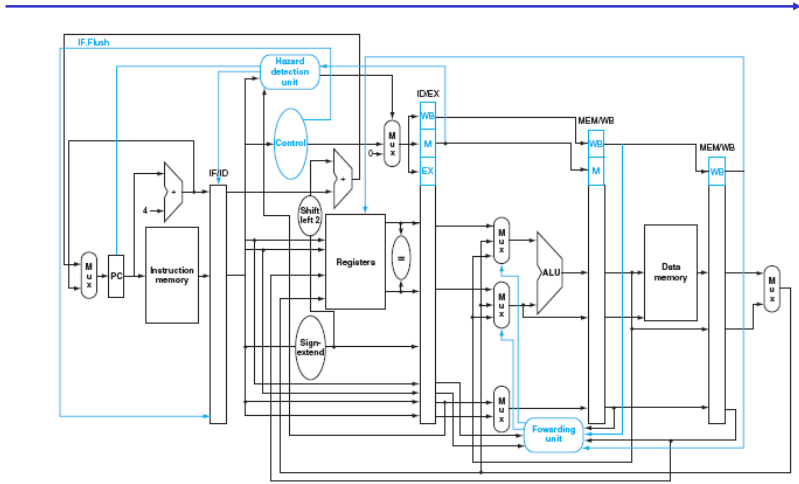 IF.Flush
Hazard
detection
unit
ID/EX
WB
MEM/WB
Control
M
u
x
M
WB
MEM/WB
0
IF/ID
EX
M
WB
+
+
4
Shift
left 2
M
u
x
PC
Instruction
memory
Registers
=
M
u
x
ALU
Data
memory
M
u
x
M
u
x
Sign-
extend
M
u
x
Fowarding
unit